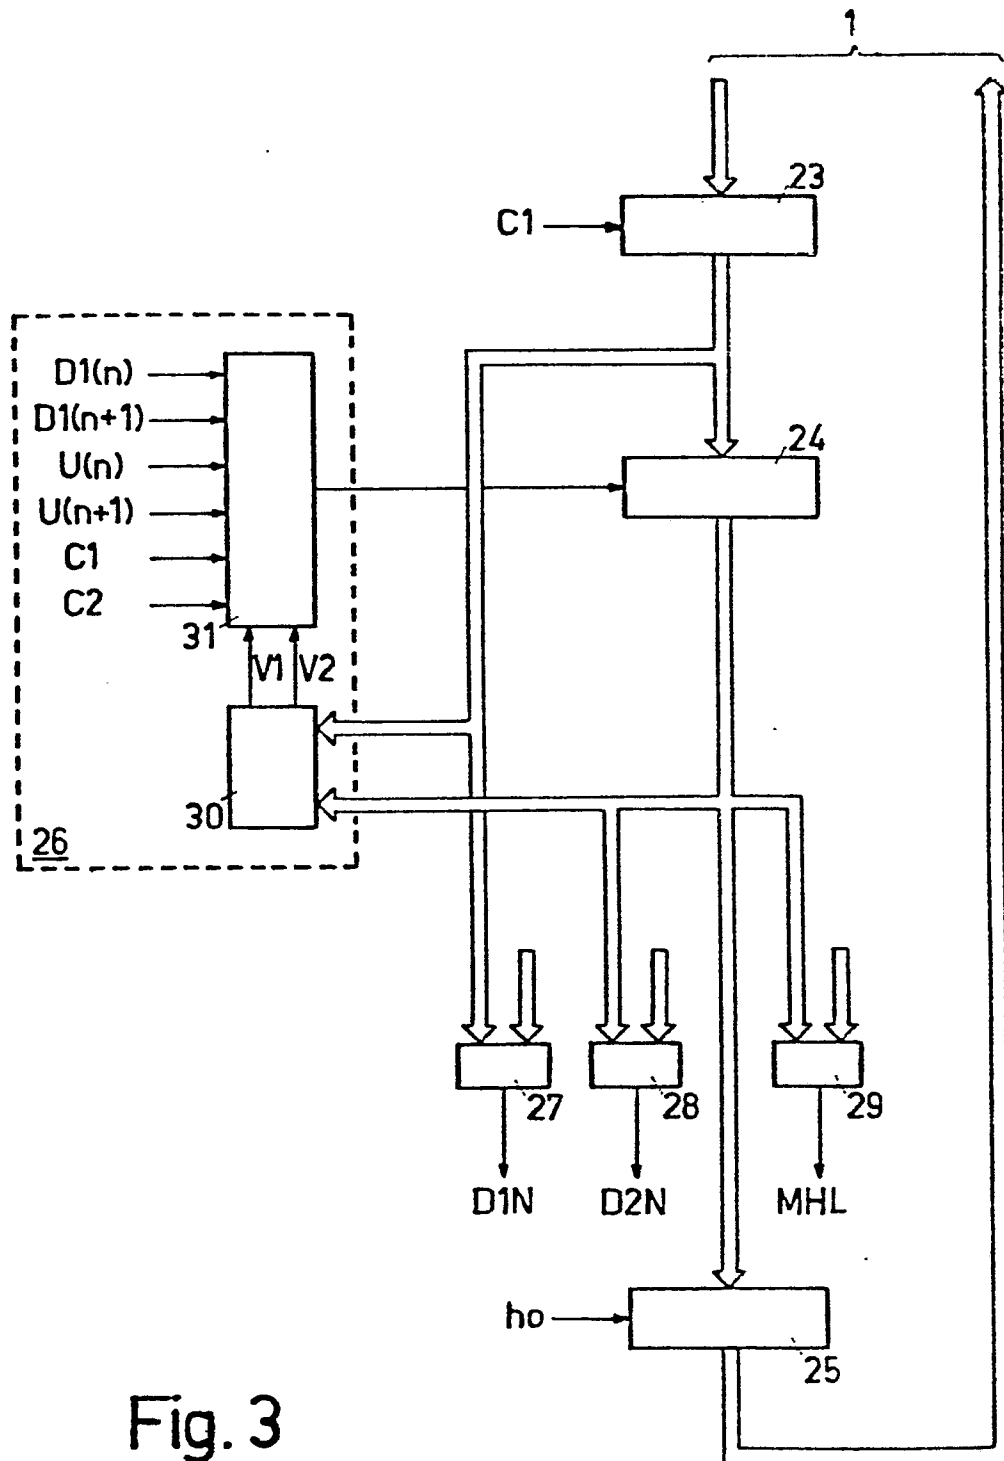 1
23
C1
D1(n)
D1(n+1)
U(n)
U(n+1)
C1
C2
24
31
V1 V2
30
26
27
28
29
D1N
D2N
MHL
ho
25
Fig. 3